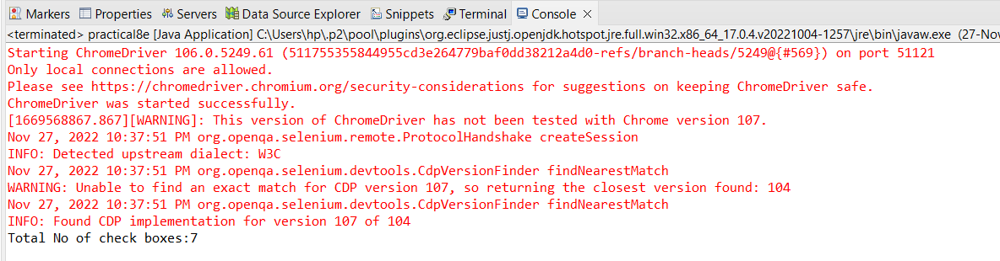 Markers Properties Servers Data Source Explorer Snippets Terminal Console
<terminated> practical8e [Java Application] C:\Users\hp\.p2\pool\plugins\org.eclipse.justj.openjdk.hotspot.jre.full.win32.x86_64_17.0.4.v20221004-1257\jre\bin\javaw.exe (27-Nov
Starting ChromeDriver 106.0.5249.61 (511755355844955cd3e264779baf0dd38212a4d0-refs/branch-heads/5249@{#569}) on port 51121
Only local connections are allowed.
Please see https://chromedriver.chromium.org/security-considerations for suggestions on keeping ChromeDriver safe.
ChromeDriver was started successfully.
[1669568867.867][WARNING]: This version of ChromeDriver has not been tested with Chrome version 107.
Nov 27, 2022 10:37:51 PM org.openqa.selenium.remote.ProtocolHandshake createSession
INFO: Detected upstream dialect: W3C
Nov 27, 2022 10:37:51 PM org.openqa.selenium.devtools.CdpVersionFinder findNearestMatch
WARNING: Unable to find an exact match for CDP version 107, so returning the closest version found: 104
Nov 27, 2022 10:37:51 PM org.openqa.selenium.devtools.CdpVersionFinder findNearestMatch
INFO: Found CDP implementation for version 107 of 104
Total No of check boxes:7